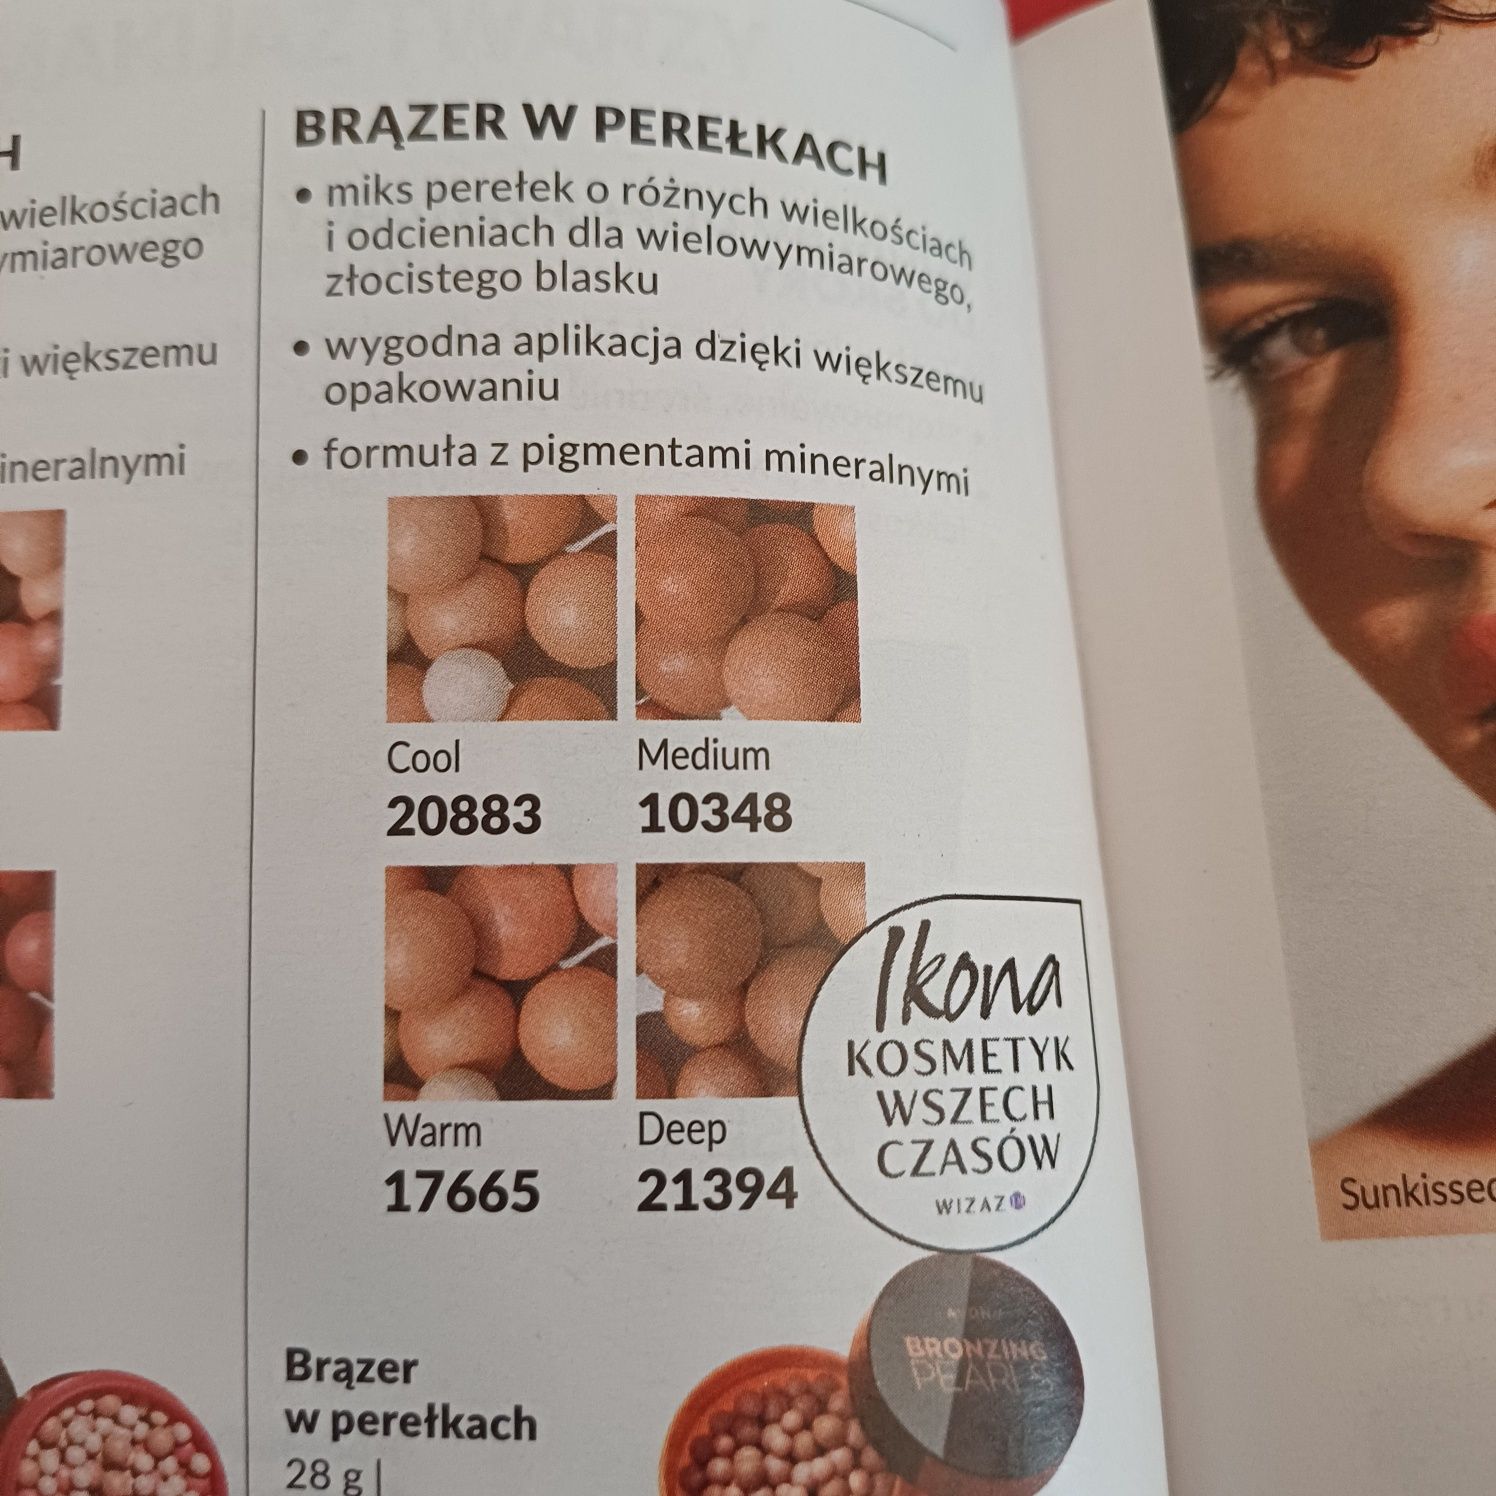 H
wielkościach
ymiarowego
i większemu
ineralnymi
BRĄZER W PEREŁKACH
• miks perełek o różnych wielkościach
i odcieniach dla wielowymiarowego,
złocistego blasku
• wygodna aplikacja dzięki większemu
opakowaniu
• formuła z pigmentami mineralnymi
Cool
20883
Medium
10348
Warm
17665
Deep
21394
Ikona
KOSMETYK
WSZECH
CZASÓW
WIZAZ
AVON
BRONZING
PEARLS
Brązer
w perełkach
28 g |
Sunkissed